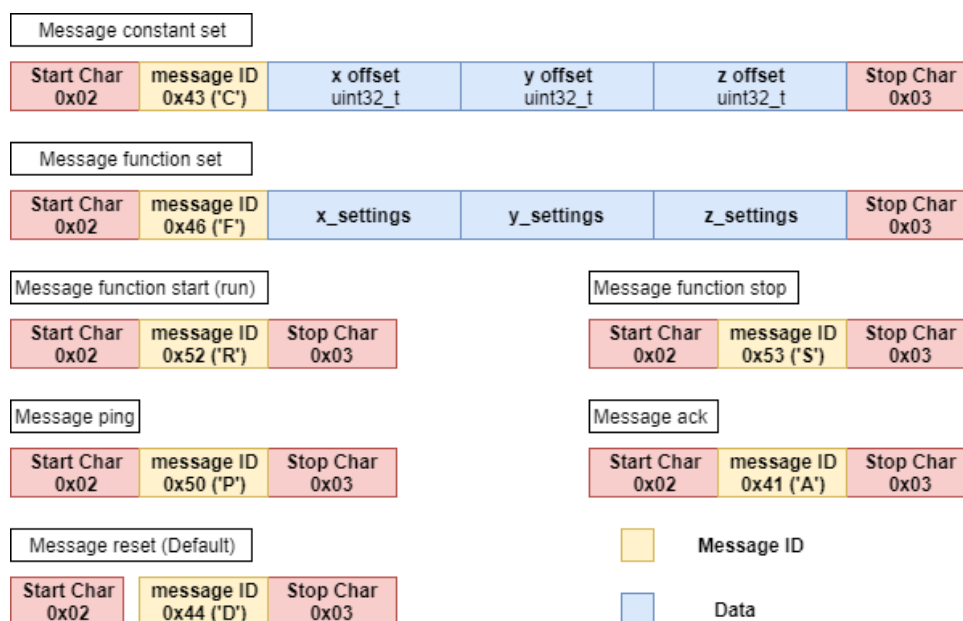 Message constant set
Start Char message ID x offset y offset z offset Stop Char
0x02 0x43 ('C') uint32_t uint32_t uint32_t 0x03
Message function set
Start Char message ID x_settings y_settings z_settings Stop Char
0x02 0x46 ('F') 0x03
Message function start (run) Message function stop
Start Char message ID Stop Char Start Char message ID Stop Char
0x02 0x52 ('R') 0x03 0x02 0x53 ('S') 0x03
Message ping Message ack
Start Char message ID Stop Char Start Char message ID Stop Char
0x02 0x50 ('P') 0x03 0x02 0x41 ('A') 0x03
Message reset (Default) Message ID
Start Char message ID Stop Char
0x02 0x44 ('D') 0x03 Data